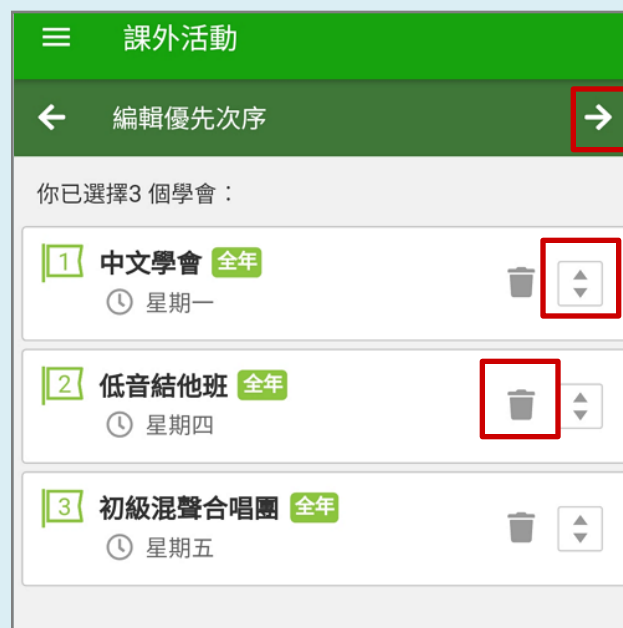 課外活動
編輯優先次序
你已選擇3 個學會：
1 中文學會 全年
星期一
2 低音結他班 全年
星期四
3 初級混聲合唱團 全年
星期五